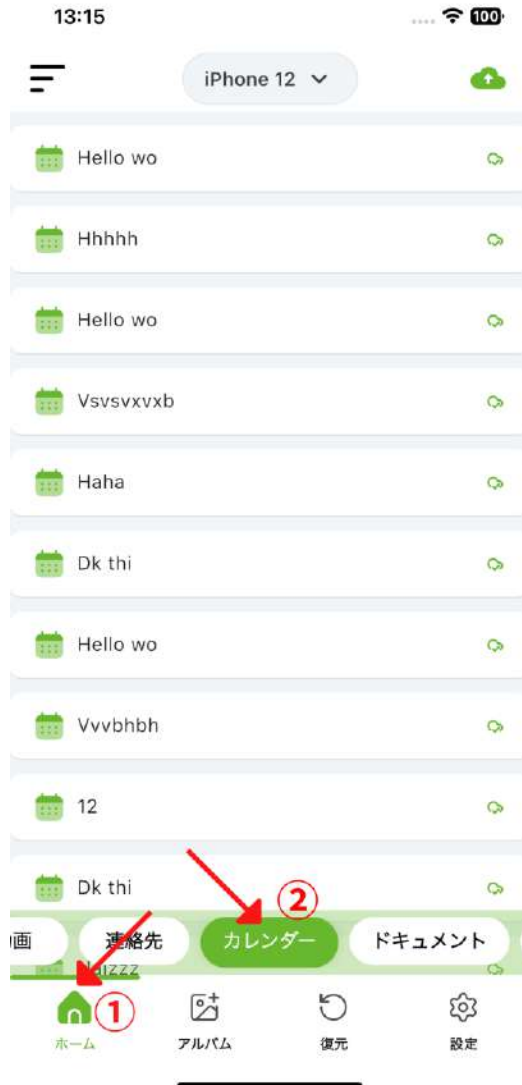 13:15
100
iPhone 12
Hello wo
Hhhhh
Hello wo
Vsvsvxvxb
Haha
Dk thi
Hello wo
Vvvbhbh
12
Dk thi
②
画 連絡先 カレンダー ドキュメント
①
ホーム アルバム 復元 設定